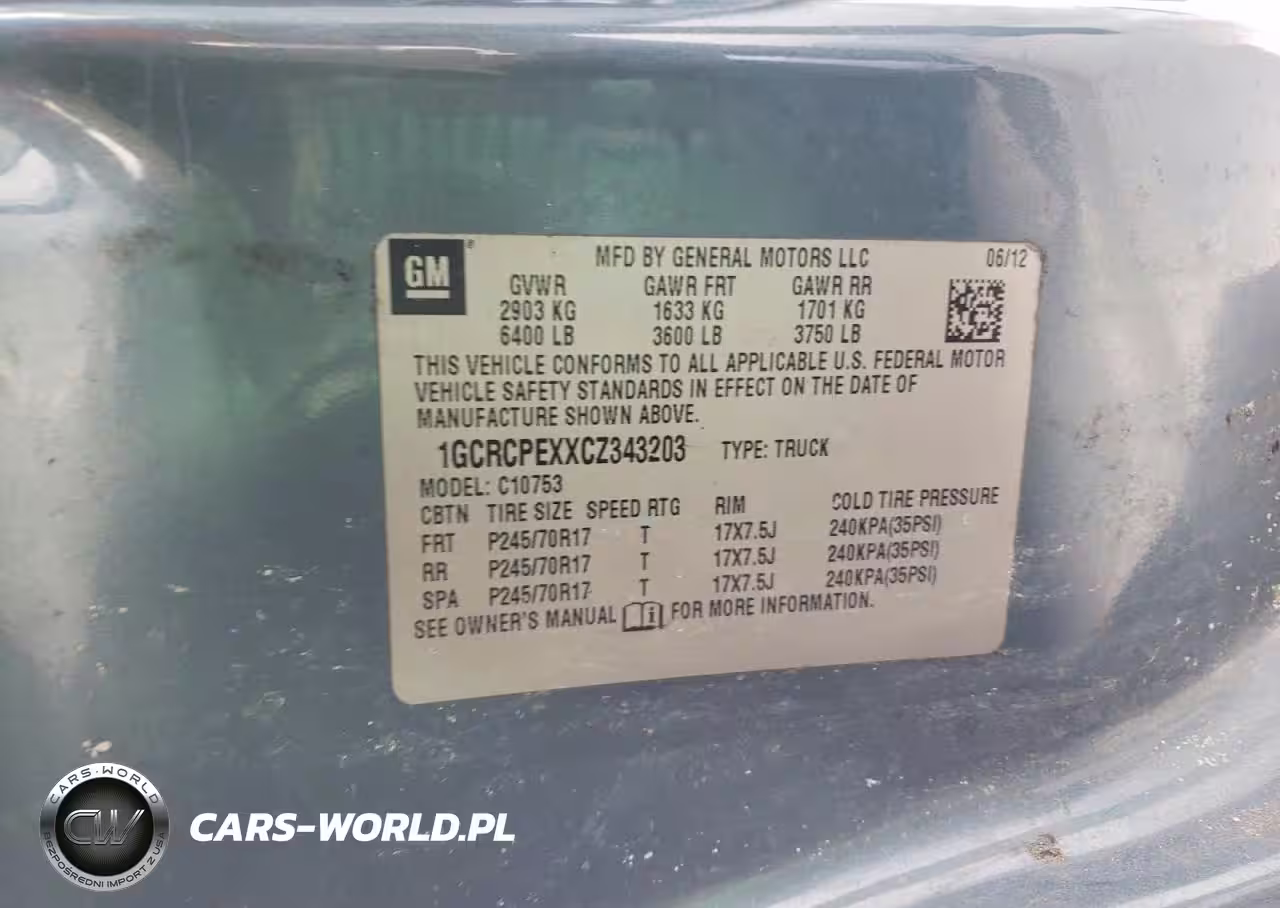 GM®
MFD BY GENERAL MOTORS LLC 06/12
GVWR GAWR FRT GAWR RR
2903 KG 1633 KG 1701 KG
6400 LB 3600 LB 3750 LB
THIS VEHICLE CONFORMS TO ALL APPLICABLE U.S. FEDERAL MOTOR
VEHICLE SAFETY STANDARDS IN EFFECT ON THE DATE OF
MANUFACTURE SHOWN ABOVE.
1GCRCPEXXCZ343203 TYPE: TRUCK
MODEL: C10753
CBTN TIRE SIZE SPEED RTG RIM COLD TIRE PRESSURE
FRT P245/70R17 T 17X7.5J 240KPA(35PSI)
RR P245/70R17 T 17X7.5J 240KPA(35PSI)
SPA P245/70R17 T 17X7.5J 240KPA(35PSI)
SEE OWNER'S MANUAL i FOR MORE INFORMATION.
CARS-WORLD
CW
BEZPOŚREDNI IMPORT Z USA
CARS-WORLD.PL